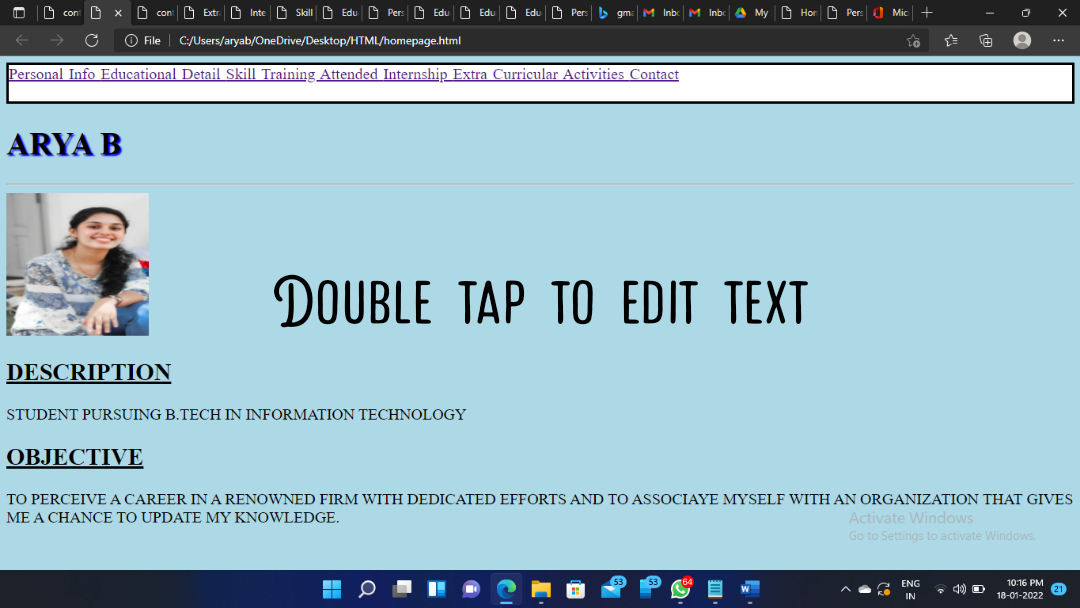 cont
cont
Extr
Inte
Skill
Edu
Pers
Edu
Edu
Edu
Pers
gma
Inbo
Inbo
My
Hor
Pers
Mic
File
C:/Users/aryab/OneDrive/Desktop/HTML/homepage.html
Personal Info Educational Detail Skill Training Attended Internship Extra Curricular Activities Contact
ARYA B
DOUBLE TAP TO EDIT TEXT
DESCRIPTION
STUDENT PURSUING B.TECH IN INFORMATION TECHNOLOGY
OBJECTIVE
TO PERCEIVE A CAREER IN A RENOWNED FIRM WITH DEDICATED EFFORTS AND TO ASSOCIAYE MYSELF WITH AN ORGANIZATION THAT GIVES
ME A CHANCE TO UPDATE MY KNOWLEDGE.
Activate Windows
Go to Settings to activate Windows.
53
53
64
ENG
IN
10:16 PM
18-01-2022
21